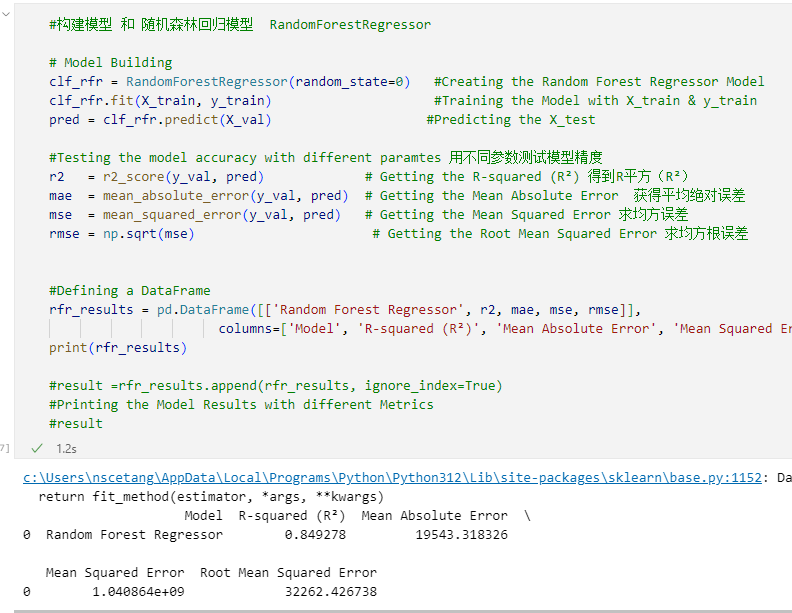 #构建模型 和 随机森林回归模型 RandomForestRegressor
# Model Building
clf_rfr = RandomForestRegressor(random_state=0) #Creating the Random Forest Regressor Model
clf_rfr.fit(X_train, y_train) #Training the Model with X_train & y_train
pred = clf_rfr.predict(X_val) #Predicting the X_test
#Testing the model accuracy with different paramtes 用不同参数测试模型精度
r2 = r2_score(y_val, pred) # Getting the R-squared (R²) 得到R平方（R²）
mae = mean_absolute_error(y_val, pred) # Getting the Mean Absolute Error 获得平均绝对误差
mse = mean_squared_error(y_val, pred) # Getting the Mean Squared Error 求均方误差
rmse = np.sqrt(mse) # Getting the Root Mean Squared Error 求均方根误差
#Defining a DataFrame
rfr_results = pd.DataFrame([['Random Forest Regressor', r2, mae, mse, rmse]],
columns=['Model', 'R-squared (R²)', 'Mean Absolute Error', 'Mean Squared Er
print(rfr_results)
#result =rfr_results.append(rfr_results, ignore_index=True)
#Printing the Model Results with different Metrics
#result
7] 1.2s
c:\Users\nscetang\AppData\Local\Programs\Python\Python312\Lib\site-packages\sklearn\base.py:1152: Da
return fit_method(estimator, *args, **kwargs)
Model R-squared (R²) Mean Absolute Error \
0 Random Forest Regressor 0.849278 19543.318326
Mean Squared Error Root Mean Squared Error
0 1.040864e+09 32262.426738